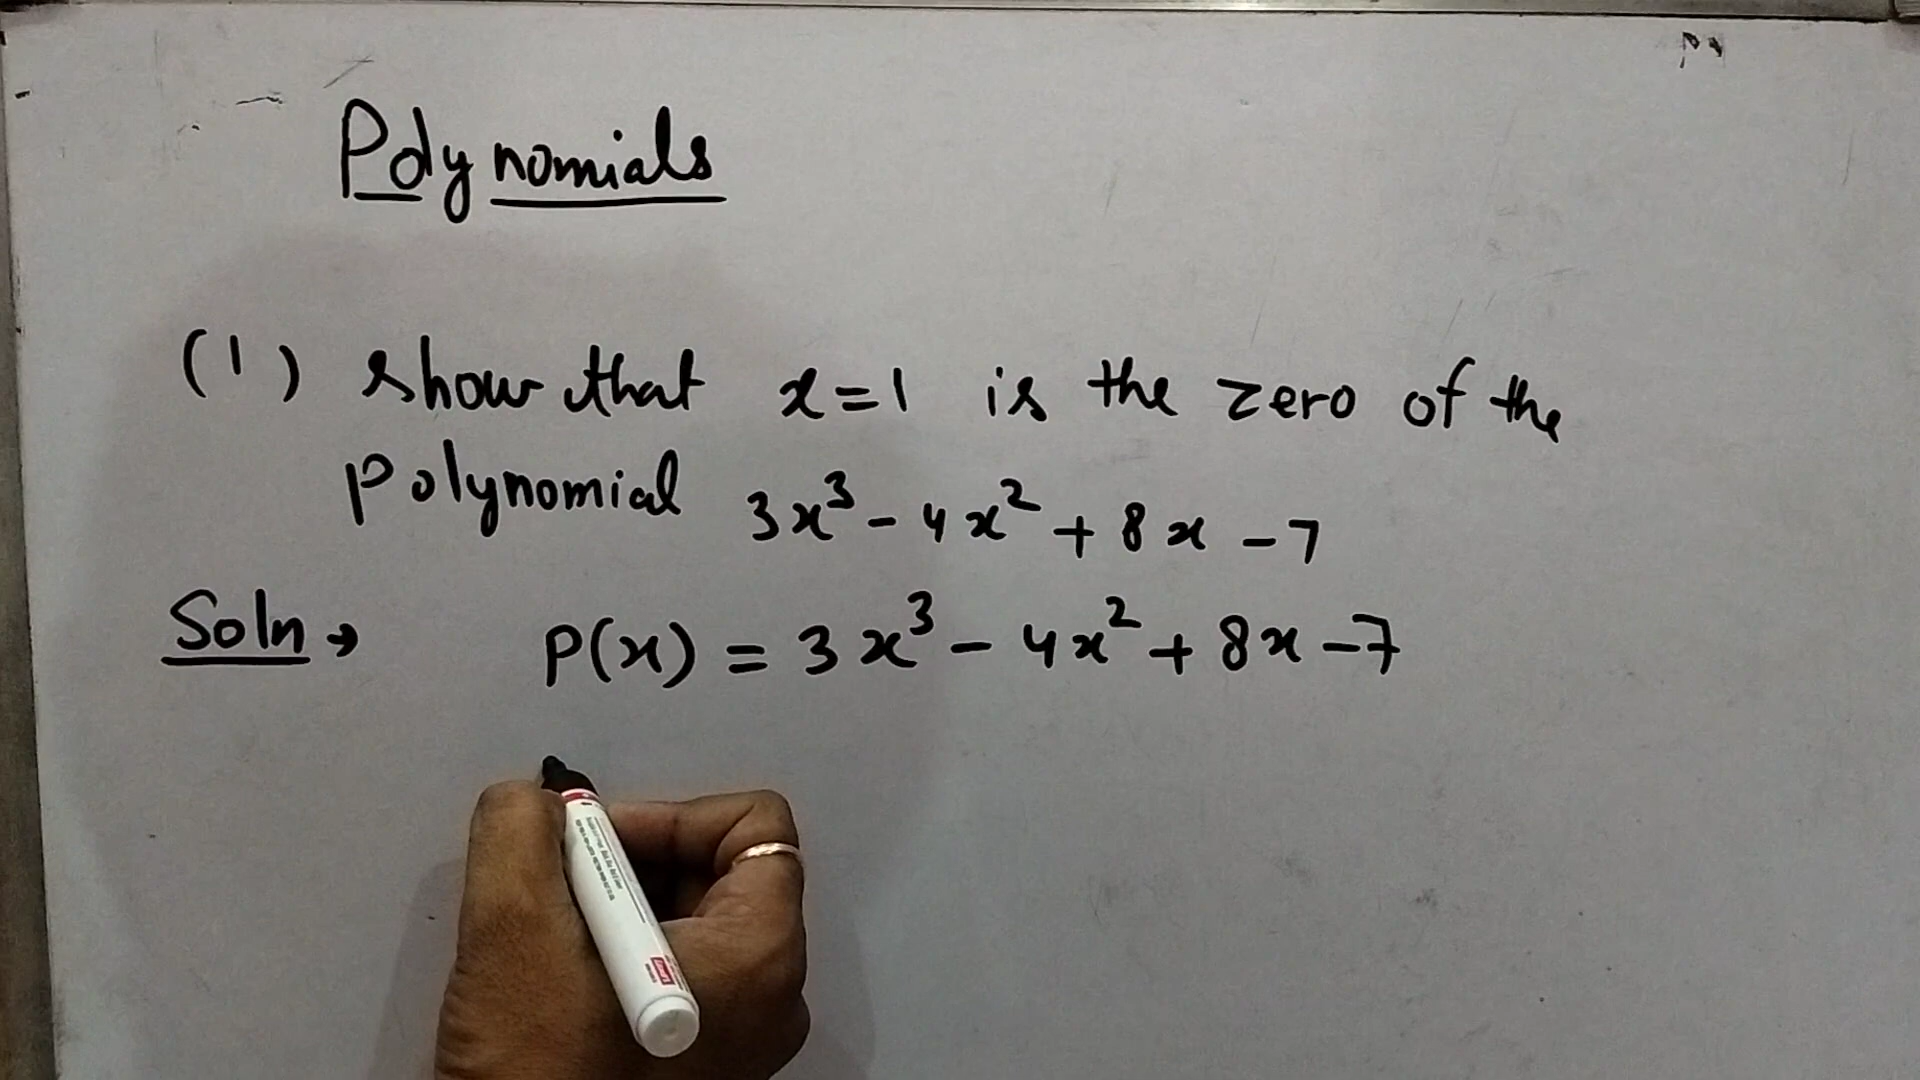 Polynomials
(1) show that x=1 is the zero of the
polynomial 3x³ - 4x² + 8x - 7
Soln → P(x) = 3x³ - 4x² + 8x - 7